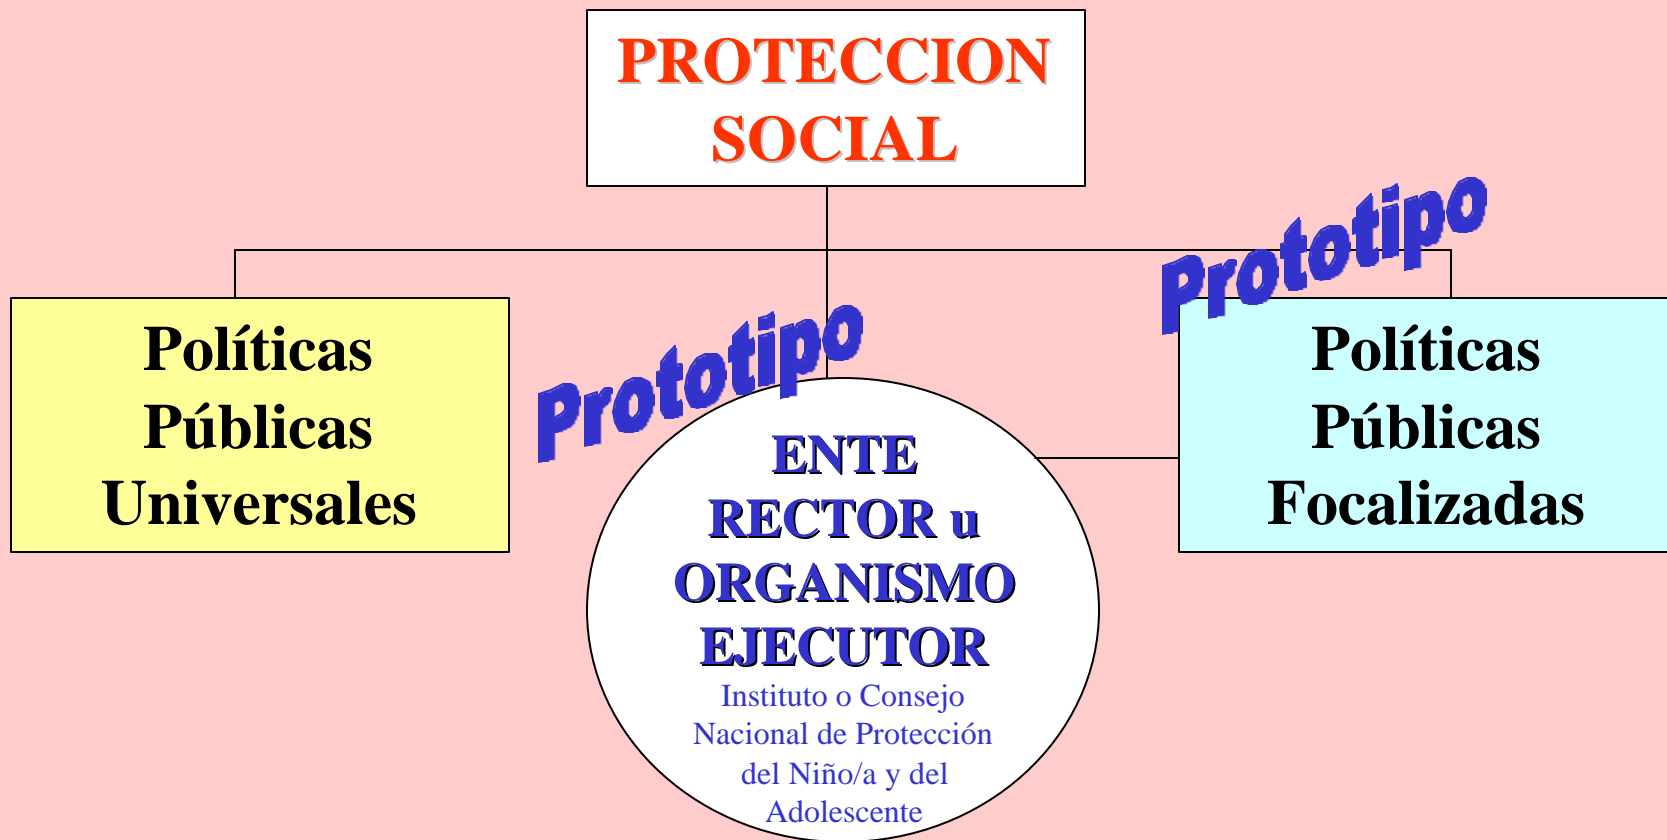 PROTECCION
SOCIAL
Prototipo
Prototipo
Políticas
Públicas
Universales
ENTE
RECTOR u
ORGANISMO
EJECUTOR
Instituto o Consejo
Nacional de Protección
del Niño/a y del
Adolescente
Políticas
Públicas
Focalizadas